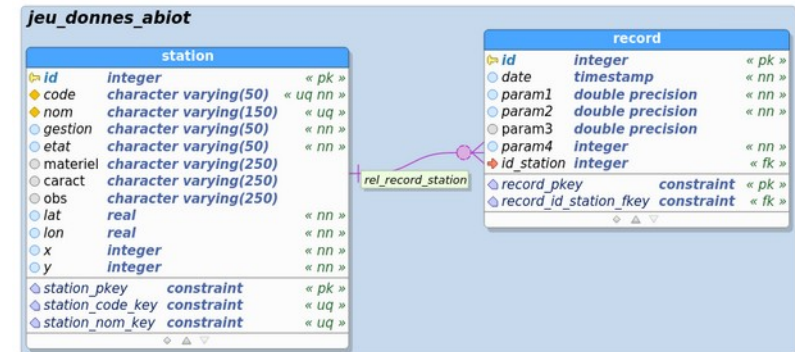 jeu_donnes_abiot
station
id integer « pk »
code character varying(50) « uq nn »
nom character varying(150) « uq »
gestion character varying(50) « nn »
etat character varying(50) « nn »
materiel character varying(250)
caract character varying(250)
obs character varying(250)
lat real « nn »
lon real « nn »
x integer « nn »
y integer « nn »
station_pkey constraint « pk »
station_code_key constraint « uq »
station_nom_key constraint « uq »
rel_record_station
record
id integer « pk »
date timestamp « nn »
param1 double precision « nn »
param2 double precision « nn »
param3 double precision
param4 integer « nn »
id_station integer « fk »
record_pkey constraint « pk »
record_id_station_fkey constraint « fk »